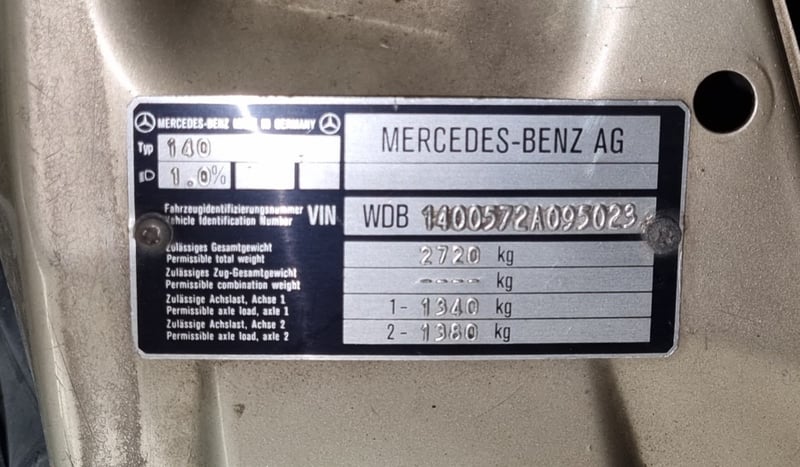 MERCEDES-BENZ IN GERMANY
MERCEDES-BENZ AG
Typ 140
1.0%
Fahrzeugidentifizierungsnummer
Vehicle Identification Number
VIN
WDB 1400572A095023
Zulässiges Gesamtgewicht
Permissible total weight
2720 kg
Zulässiges Zug-Gesamtgewicht
Permissible combination weight
---- kg
Zulässige Achslast, Achse 1
Permissible axle load, axle 1
1- 1340 kg
Zulässige Achslast, Achse 2
Permissible axle load, axle 2
2- 1380 kg